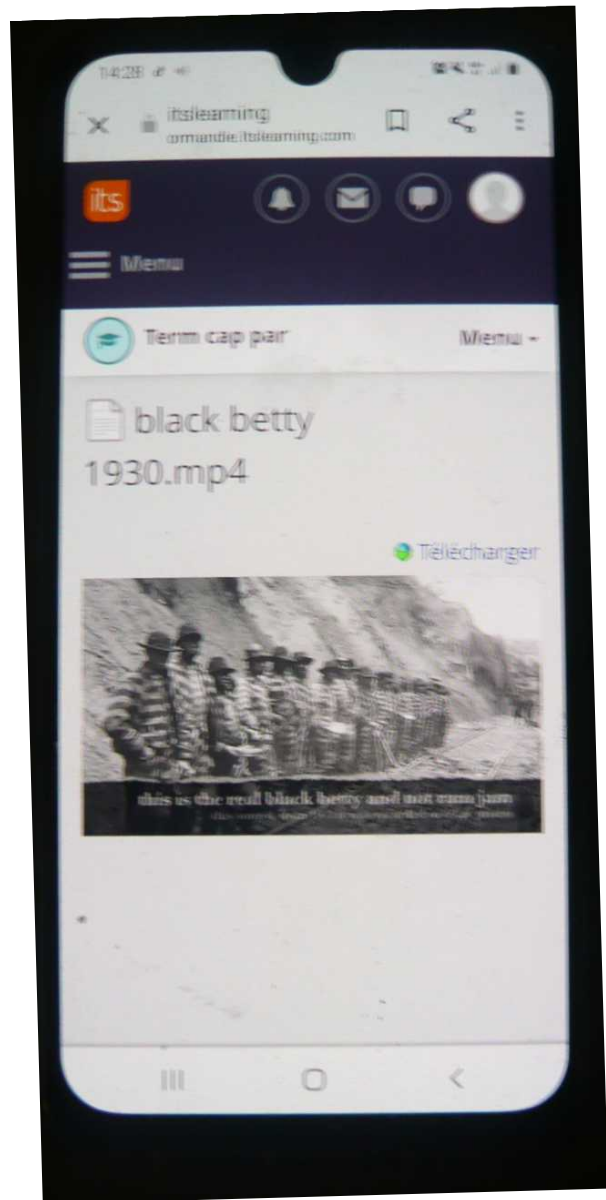 14:28
itslearning
ormandie.itslearning.com
its
Menu
Term cap par
Menu
black betty
1930.mp4
Télécharger
this is the real black betty and not ram jam